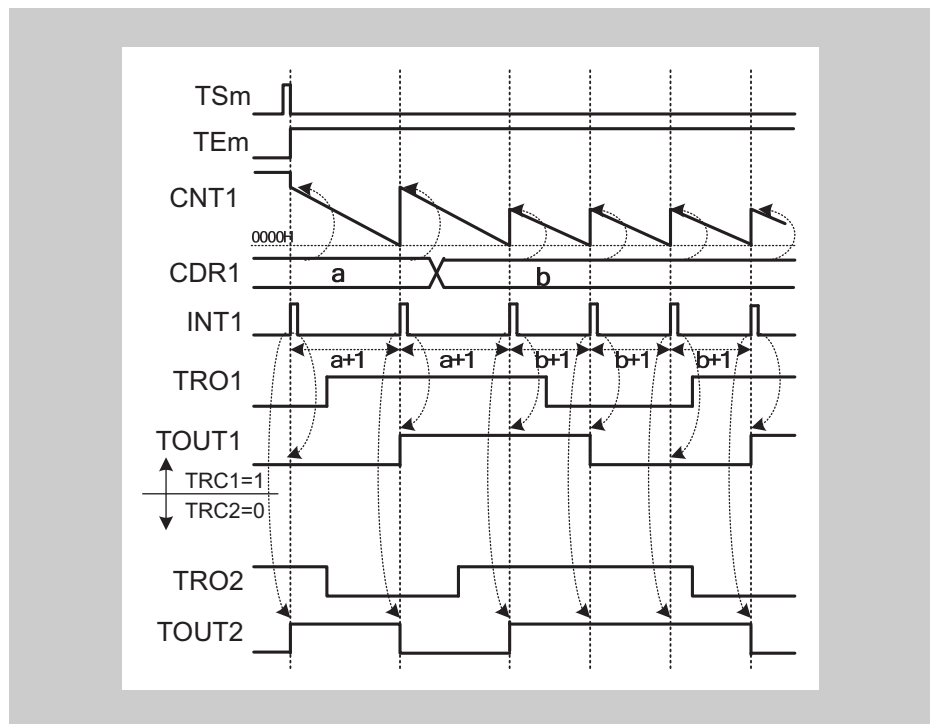 TSm
TEm
CNT1
0000H
CDR1
a
b
INT1
a+1
a+1
b+1
b+1
b+1
TRO1
TOUT1
TRC1=1
TRC2=0
TRO2
TOUT2